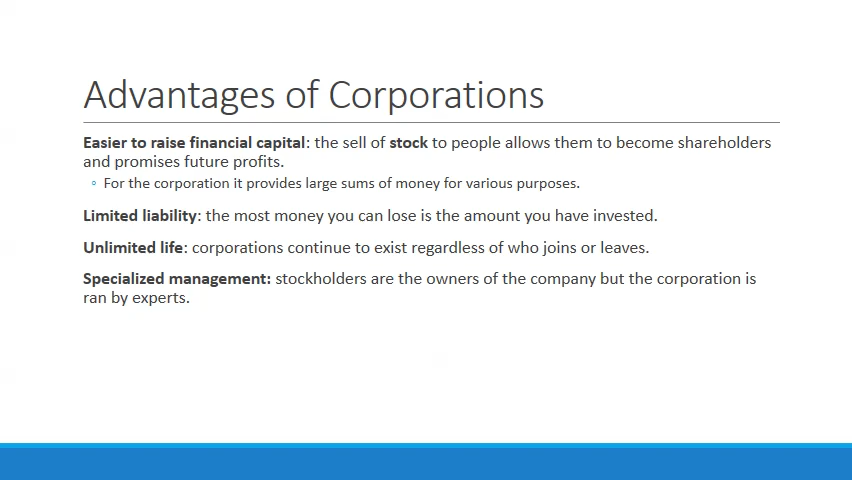 Advantages of Corporations
Easier to raise financial capital: the sell of stock to people allows them to become shareholders
and promises future profits.
◦ For the corporation it provides large sums of money for various purposes.
Limited liability: the most money you can lose is the amount you have invested.
Unlimited life: corporations continue to exist regardless of who joins or leaves.
Specialized management: stockholders are the owners of the company but the corporation is
ran by experts.